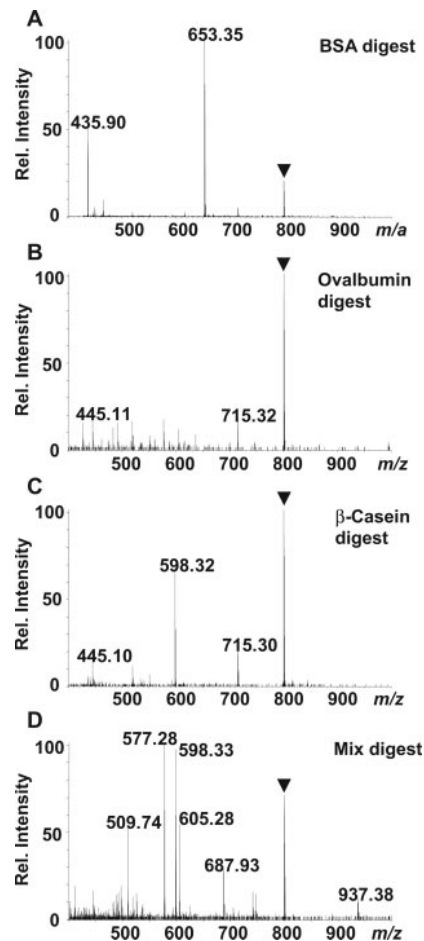 A
BSA digest
Rel. Intensity
100
50
0
653.35
435.90
▼
500 600 700 800 900 m/a
B
Ovalbumin
digest
Rel. Intensity
100
50
0
▼
445.11
715.32
500 600 700 800 900 m/z
C
β-Casein
digest
Rel. Intensity
100
50
0
▼
598.32
445.10
715.30
500 600 700 800 900 m/z
D
Mix digest
Rel. Intensity
100
50
0
577.28
598.33
▼
509.74
605.28
687.93
937.38
500 600 700 800 900 m/z